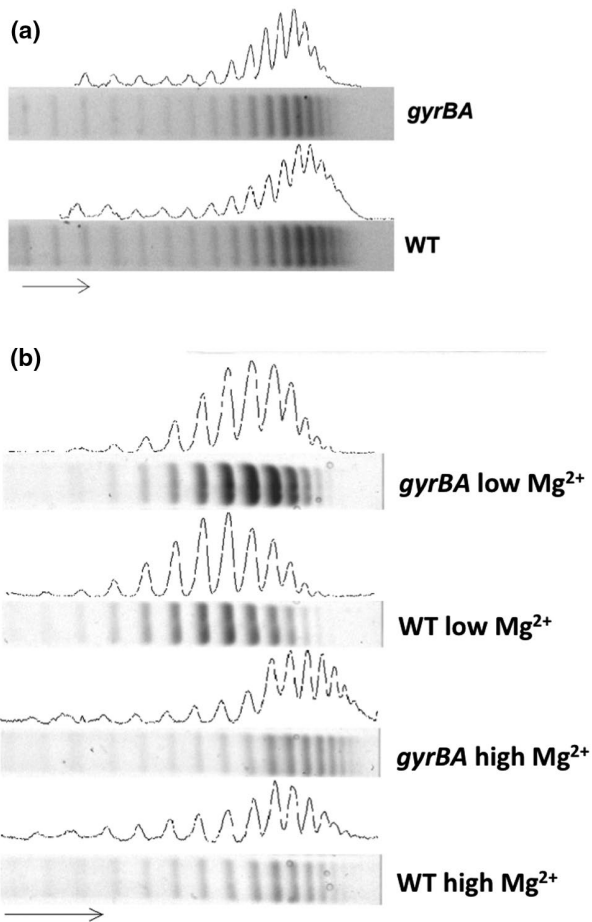 (a)
gyrBA
WT
(b)
gyrBA low Mg²⁺
WT low Mg²⁺
gyrBA high Mg²⁺
WT high Mg²⁺